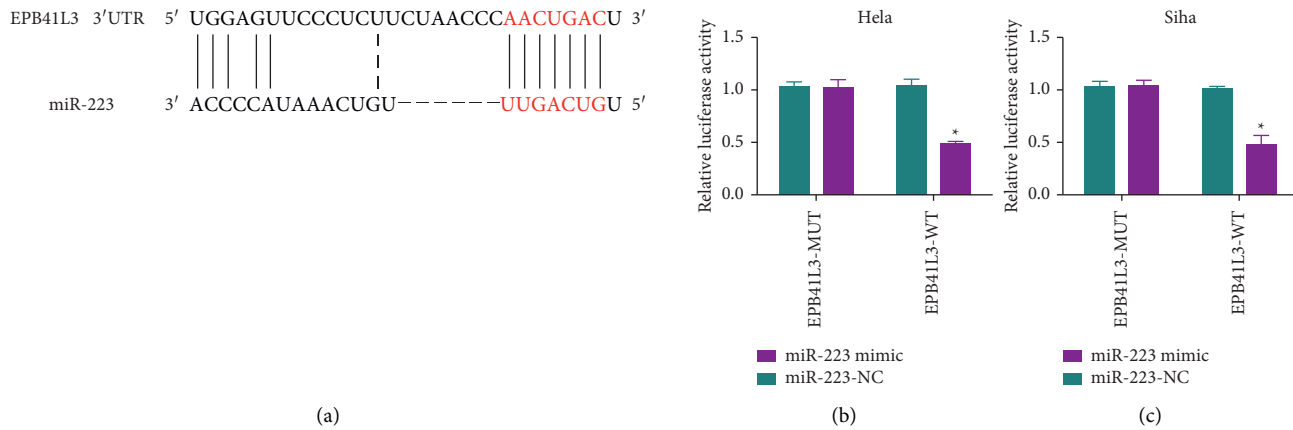 EPB41L3 3′UTR 5′ UGGAGUUCCCUCUUCUAACCCAACUGACU 3′
miR-223 3′ ACCCCAUAAACUGU UUGACUGU 5′
(a)
Hela
Relative luciferase activity
1.5
1.0
0.5
0.0
*
EPB41L3-MUT
EPB41L3-WT
miR-223 mimic
miR-223-NC
(b)
Siha
Relative luciferase activity
1.5
1.0
0.5
0.0
*
EPB41L3-MUT
EPB41L3-WT
miR-223 mimic
miR-223-NC
(c)